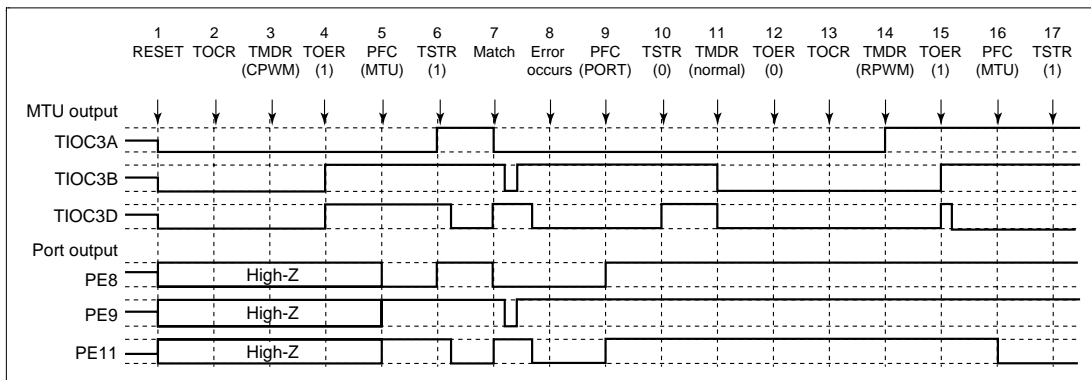 1 2 3 4 5 6 7 8 9 10 11 12 13 14 15 16 17
RESET TOCR TMDR TOER PFC TSTR Match Error PFC TSTR TMDR TOER TOCR TMDR TOER PFC TSTR
(CPWM) (1) (MTU) (1) occurs (PORT) (0) (normal) (0) (RPWM) (1) (MTU) (1)
MTU output
TIOC3A
TIOC3B
TIOC3D
Port output
PE8 High-Z
PE9 High-Z
PE11 High-Z